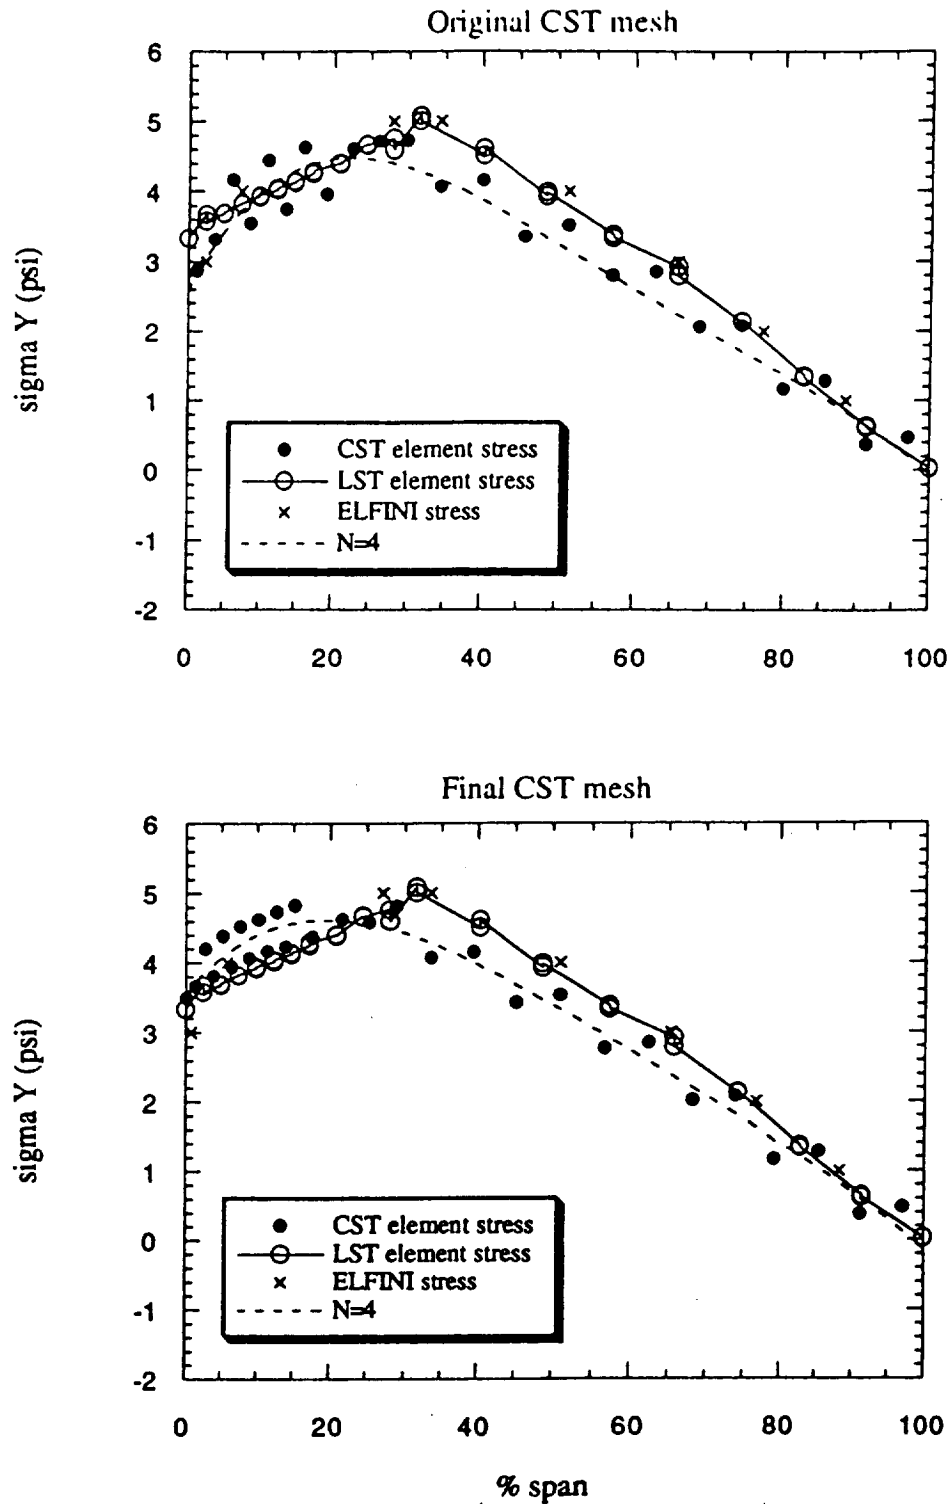 Original CST mesh
6
5
4
3
2
1
0
-1
-2
sigma Y (psi)
CST element stress
LST element stress
ELFINI stress
N=4
0 20 40 60 80 100
Final CST mesh
6
5
4
3
2
1
0
-1
-2
sigma Y (psi)
CST element stress
LST element stress
ELFINI stress
N=4
0 20 40 60 80 100
% span